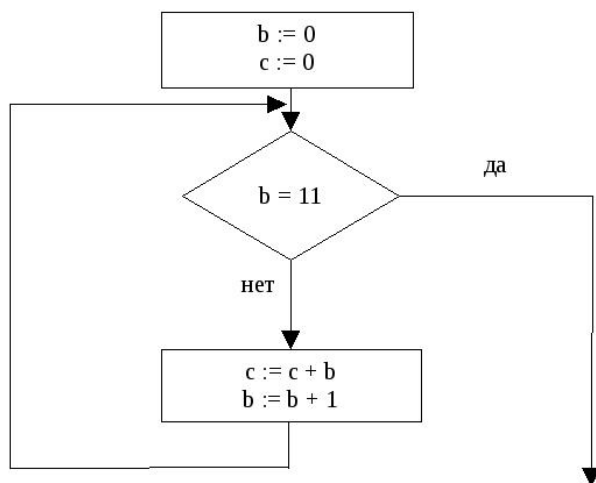 b := 0
c := 0
b = 11
да
нет
c := c + b
b := b + 1